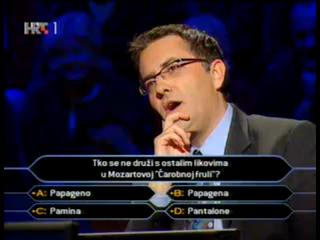 HRT 1
Tko se ne druži s ostalim likovima
u Mozartovoj "Čarobnoj fruli"?
A: Papageno
B: Papagena
C: Pamina
D: Pantalone